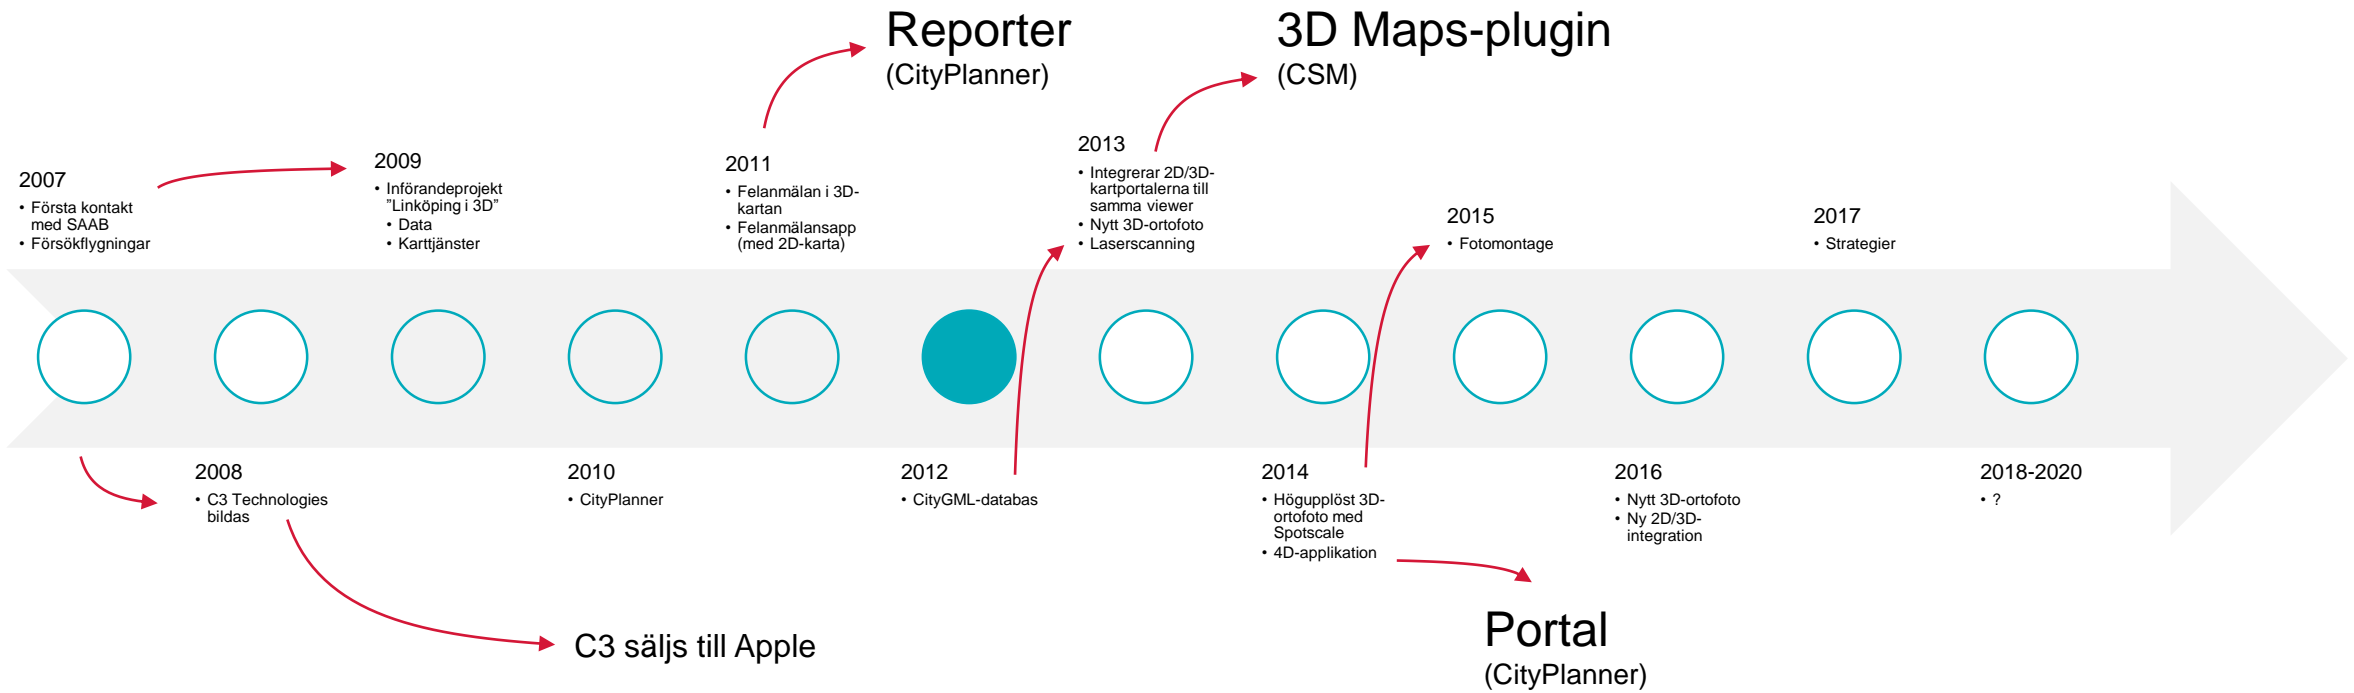 Reporter
(CityPlanner)
3D Maps-plugin
(CSM)
2007
• Första kontakt
med SAAB
• Försökflygningar
2009
• Införandeprojekt
”Linköping i 3D”
• Data
• Karttjänster
2011
• Felanmälan i 3D-
kartan
• Felanmälansapp
(med 2D-karta)
2013
• Integrerar 2D/3D-
kartportalerna till
samma viewer
• Nytt 3D-ortofoto
• Laserscanning
2015
• Fotomontage
2017
• Strategier
2008
• C3 Technologies
bildas
2010
• CityPlanner
2012
• CityGML-databas
2014
• Högupplöst 3D-
ortofoto med
Spotscale
• 4D-applikation
2016
• Nytt 3D-ortofoto
• Ny 2D/3D-
integration
2018-2020
• ?
C3 säljs till Apple
Portal
(CityPlanner)